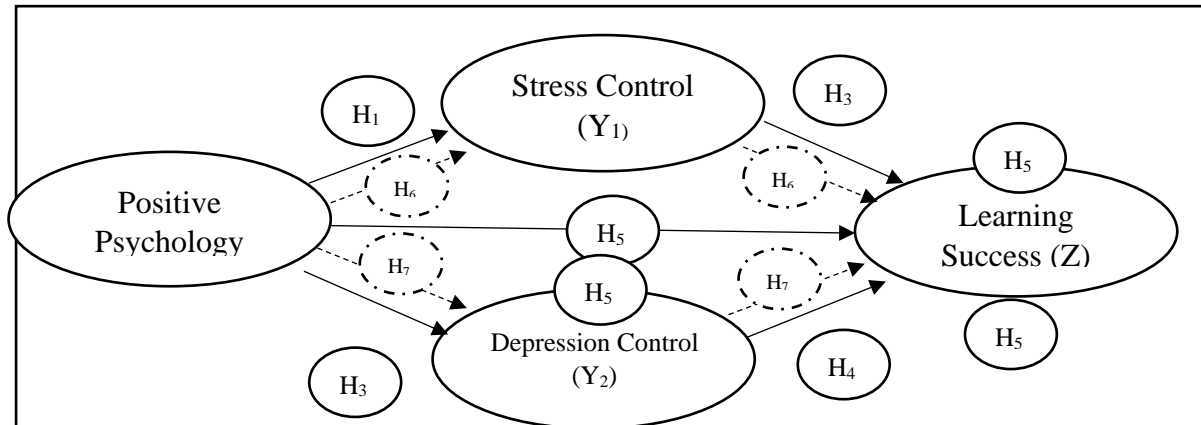 Stress Control
(Y₁)
H₁
H₃
H₆
H₆
H₅
Positive
Psychology
H₅
Learning
Success (Z)
H₇
H₇
H₅
Depression Control
(Y₂)
H₅
H₃
H₄